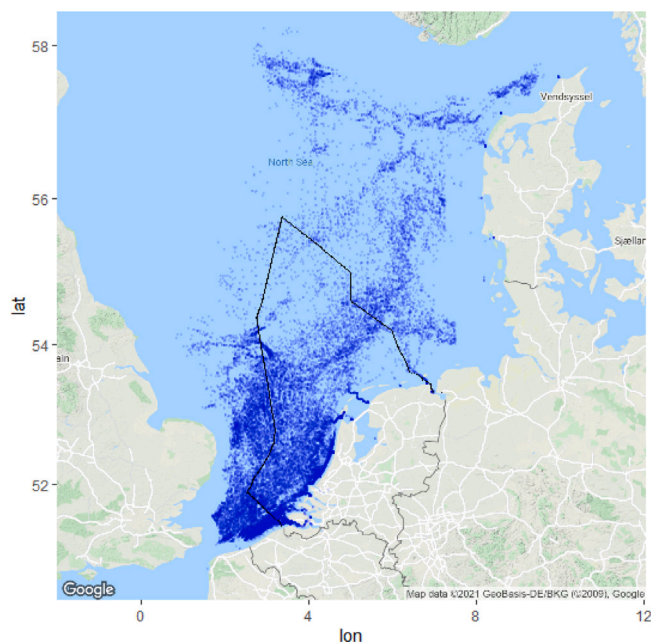 58
Vendsyssel
North Sea
56
Sjælland
lat
54
ain
52
Google
Map data ©2021 GeoBasis-DE/BKG (©2009), Google
0
4
8
12
lon